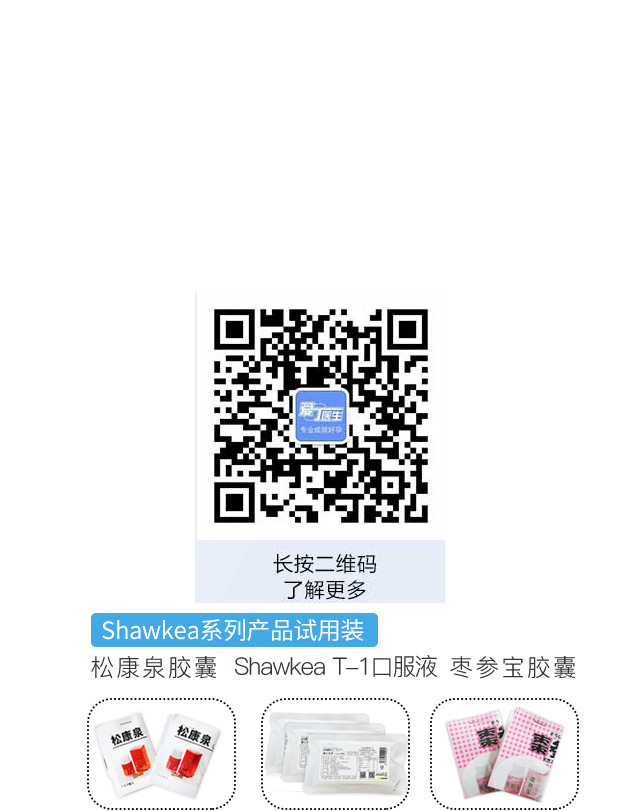 爱丁医生
专业成就好孕
长按二维码
了解更多
Shawkea系列产品试用装
松康泉胶囊 Shawkea T-1口服液 枣参宝胶囊
松康泉 松康泉